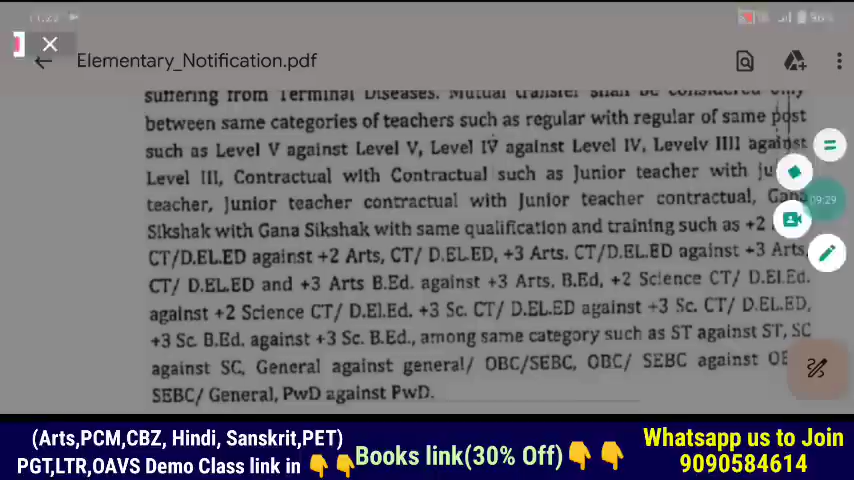 11:23
96%
Elementary_Notification.pdf
suffering from Terminal Diseases. Mutual transfer shall be considered only
between same categories of teachers such as regular with regular of same post
such as Level V against Level V, Level IV against Level IV, Levelv IIII against
Level III, Contractual with Contractual such as Junior teacher with
teacher, Junior teacher contractual with Junior teacher contractual, Gana
09:29
Sikshak with Gana Sikshak with same qualification and training such as +2
CT/D.EL.ED against +2 Arts, CT/ D.EL.ED, +3 Arts. CT/D.EL.ED against +3 Arts,
CT/ D.EL.ED and +3 Arts B.Ed. against +3 Arts. B.Ed, +2 Science CT/ D.El.Ed.
against +2 Science CT/ D.El.Ed. +3 Sc. CT/ D.EL.ED against +3 Sc. CT/ D.EL.ED,
+3 Sc. B.Ed. against +3 Sc. B.Ed., among same category such as ST against ST, SC
against SC, General against general/ OBC/SEBC, OBC/ SEBC against
SEBC/ General, PwD against PwD.
(Arts,PCM,CBZ, Hindi, Sanskrit,PET)
PGT,LTR,OAVS Demo Class link in 👇👇
Books link(30% Off)👇👇
Whatsapp us to Join
9090584614